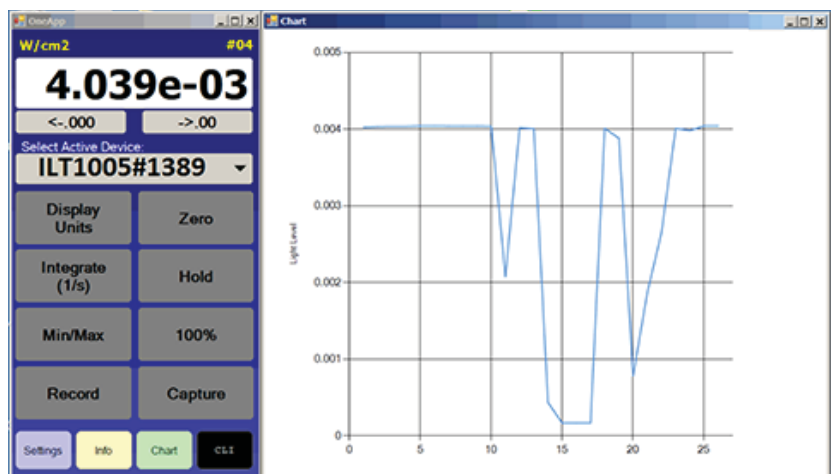 OneApp
W/cm2 #04
4.039e-03
<-.000 ->.00
Select Active Device:
ILT1005#1389
Display Units Zero
Integrate (1/s) Hold
Min/Max 100%
Record Capture
Settings Info Chart CLI
Chart
0.005
0.004
0.003
0.002
0.001
0
Light Level
0 5 10 15 20 25